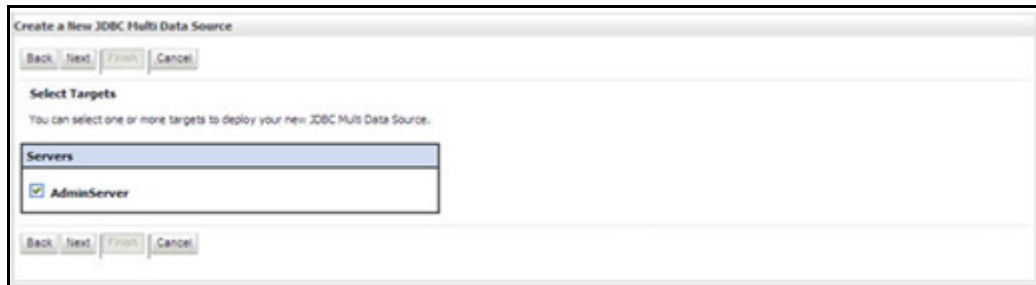 Create a New JDBC Multi Data Source
Back Next Finish Cancel
Select Targets
You can select one or more targets to deploy your new JDBC Multi Data Source.
Servers
AdminServer
Back Next Finish Cancel